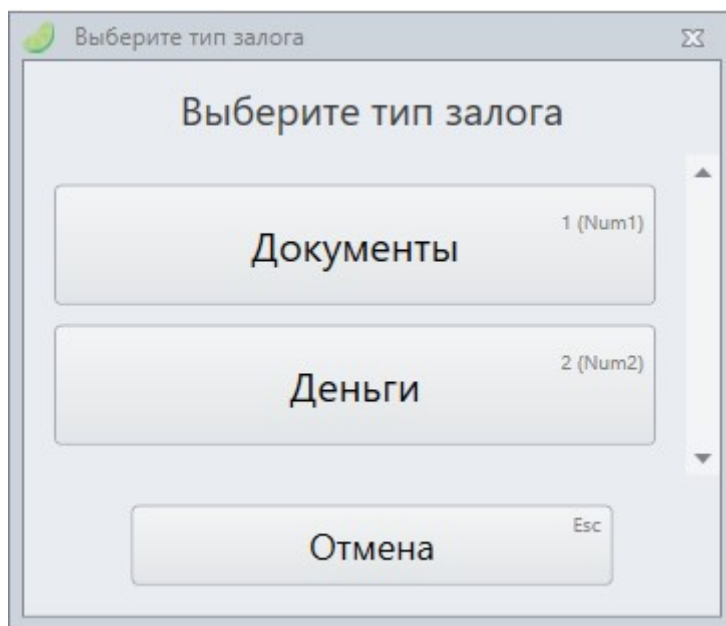 Выберите тип залога
Выберите тип залога
1 (Num1)
Документы
2 (Num2)
Деньги
Esc
Отмена